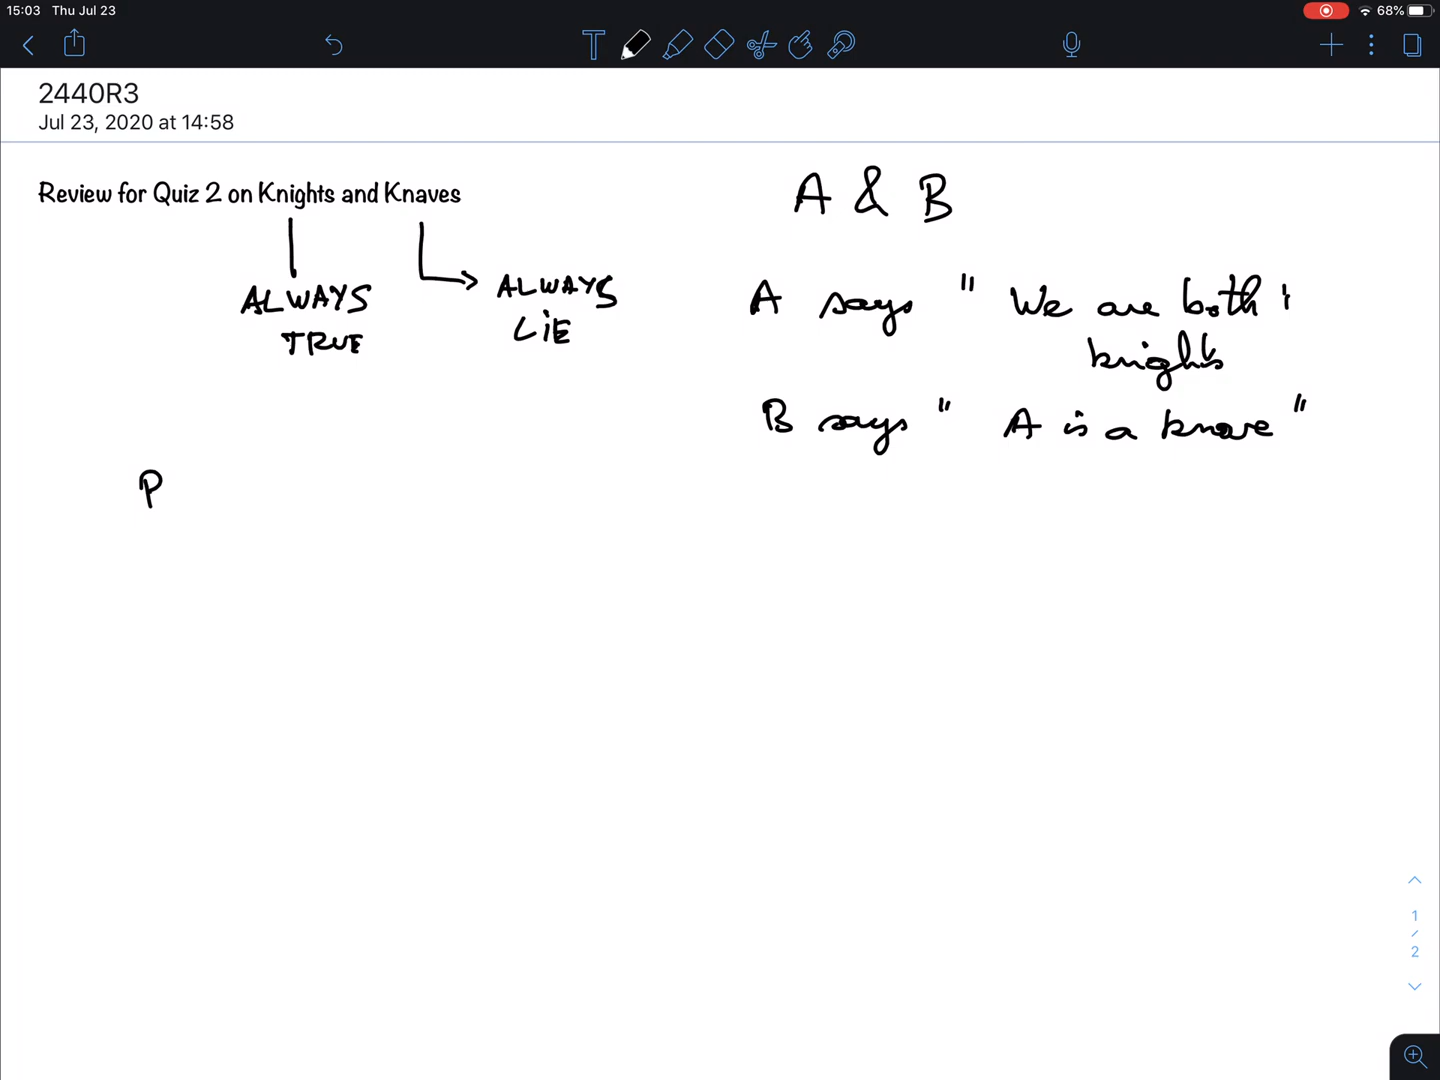 15:03 Thu Jul 23
68%
2440R3
Jul 23, 2020 at 14:58
Review for Quiz 2 on Knights and Knaves
ALWAYS
TRUE
ALWAYS
LIE
A & B
A says " We are both '
knights
B says " A is a knave "
P
1
/
2